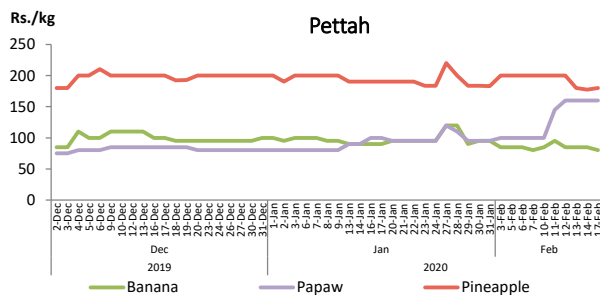 Rs./kg
Pettah
250
200
150
100
50
0
2-Dec
3-Dec
4-Dec
5-Dec
6-Dec
9-Dec
10-Dec
12-Dec
13-Dec
16-Dec
17-Dec
18-Dec
19-Dec
20-Dec
23-Dec
24-Dec
26-Dec
27-Dec
30-Dec
31-Dec
1-Jan
2-Jan
3-Jan
6-Jan
7-Jan
8-Jan
9-Jan
13-Jan
14-Jan
16-Jan
17-Jan
20-Jan
21-Jan
22-Jan
23-Jan
24-Jan
27-Jan
28-Jan
29-Jan
30-Jan
31-Jan
3-Feb
5-Feb
6-Feb
7-Feb
10-Feb
11-Feb
12-Feb
13-Feb
14-Feb
17-Feb
Dec
Jan
Feb
2019
2020
Banana
Papaw
Pineapple